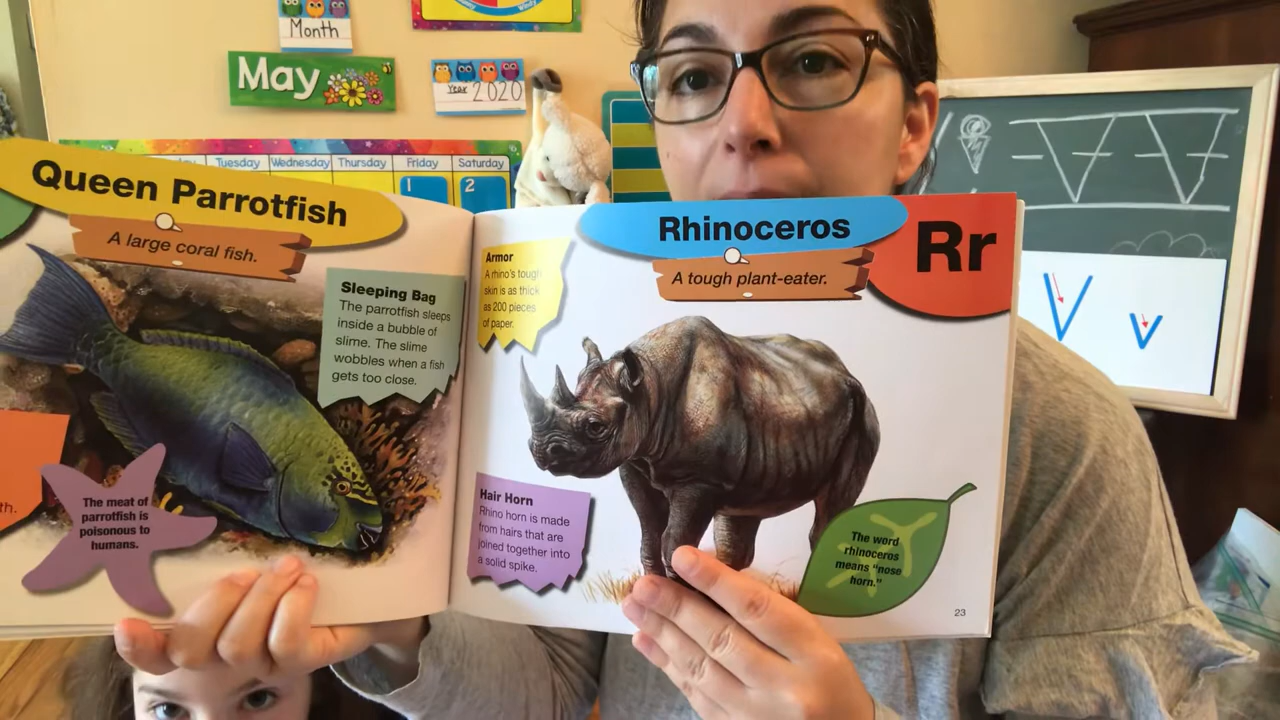 Month
May
Year 2020
Windy
Tuesday Wednesday Thursday Friday Saturday
1 2
V V
V v
Queen Parrotfish
A large coral fish.
Sleeping Bag
The parrotfish sleeps
inside a bubble of
slime. The slime
wobbles when a fish
gets too close.
th.
The meat of
parrotfish is
poisonous to
humans.
Rhinoceros
A tough plant-eater.
Rr
Armor
A rhino's tough
skin is as thick
as 200 pieces
of paper.
Hair Horn
Rhino horn is made
from hairs that are
joined together into
a solid spike.
The word
rhinoceros
means “nose
horn.”
23